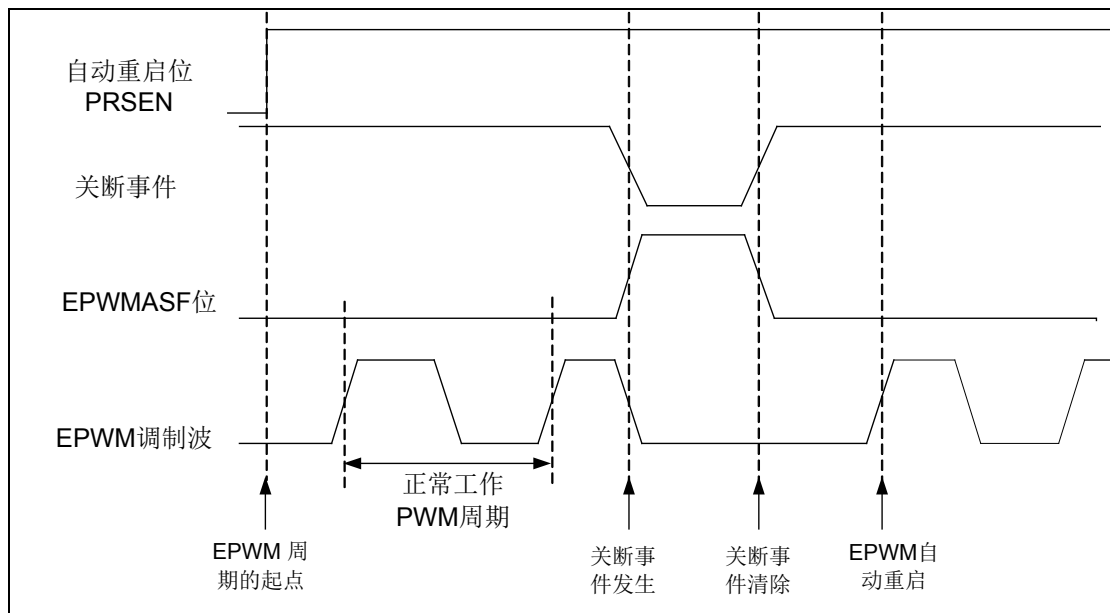 自动重启位
PRSEN
关断事件
EPWMASF位
EPWM调制波
正常工作
PWM周期
EPWM 周
期的起点
关断事
件发生
关断事
件清除
EPWM自
动重启